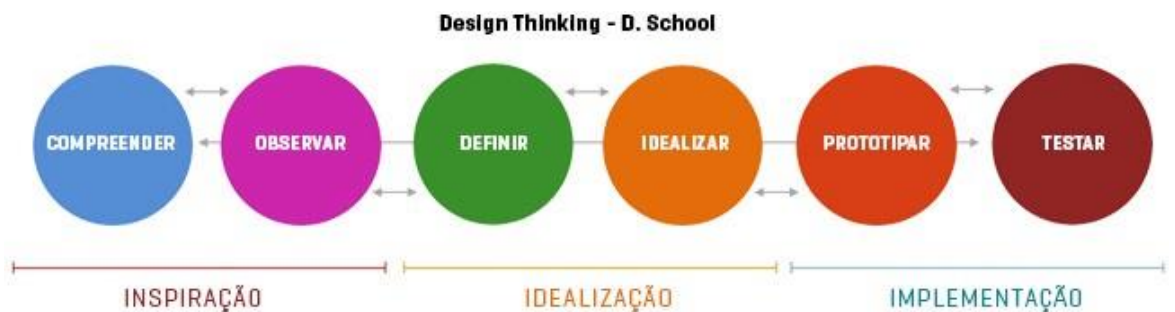 Design Thinking - D. School
COMPREENDER
OBSERVAR
DEFINIR
IDEALIZAR
PROTOTIPAR
TESTAR
INSPIRAÇÃO
IDEALIZAÇÃO
IMPLEMENTAÇÃO